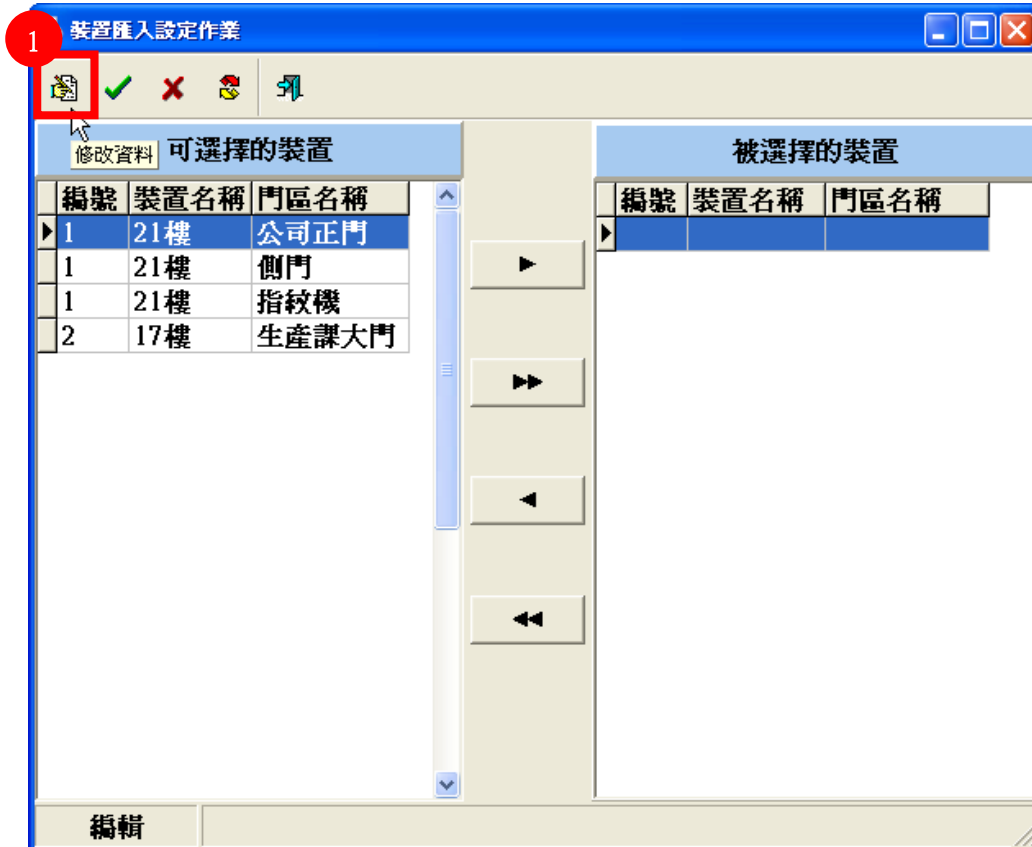 1
裝置匯入設定作業
修改資料
可選擇的裝置
被選擇的裝置
編號 裝置名稱 門區名稱
1 21樓 公司正門
1 21樓 側門
1 21樓 指紋機
2 17樓 生產課大門
編號 裝置名稱 門區名稱
編輯